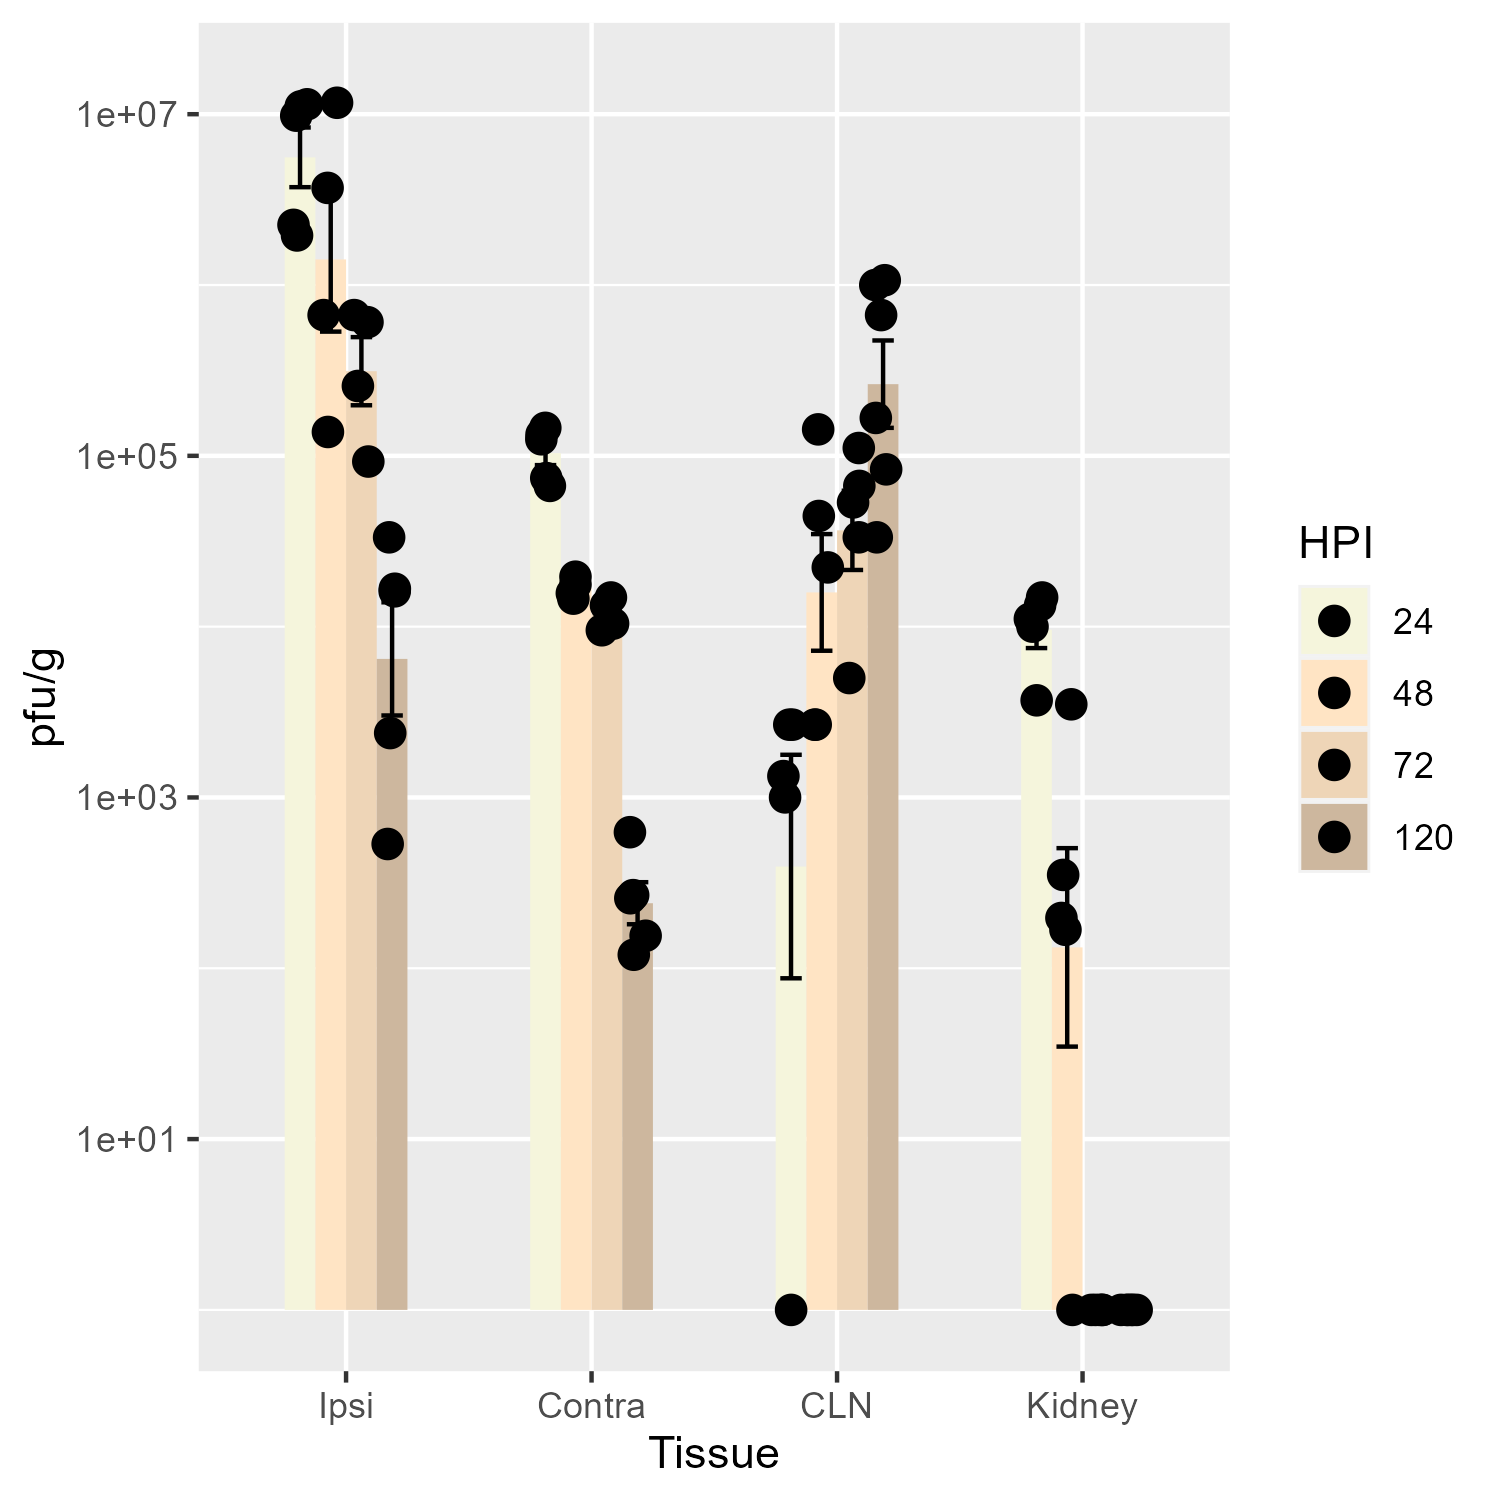 pfu/g
1e+07
1e+05
1e+03
1e+01
Ipsi
Contra
CLN
Kidney
Tissue
HPI
24
48
72
120